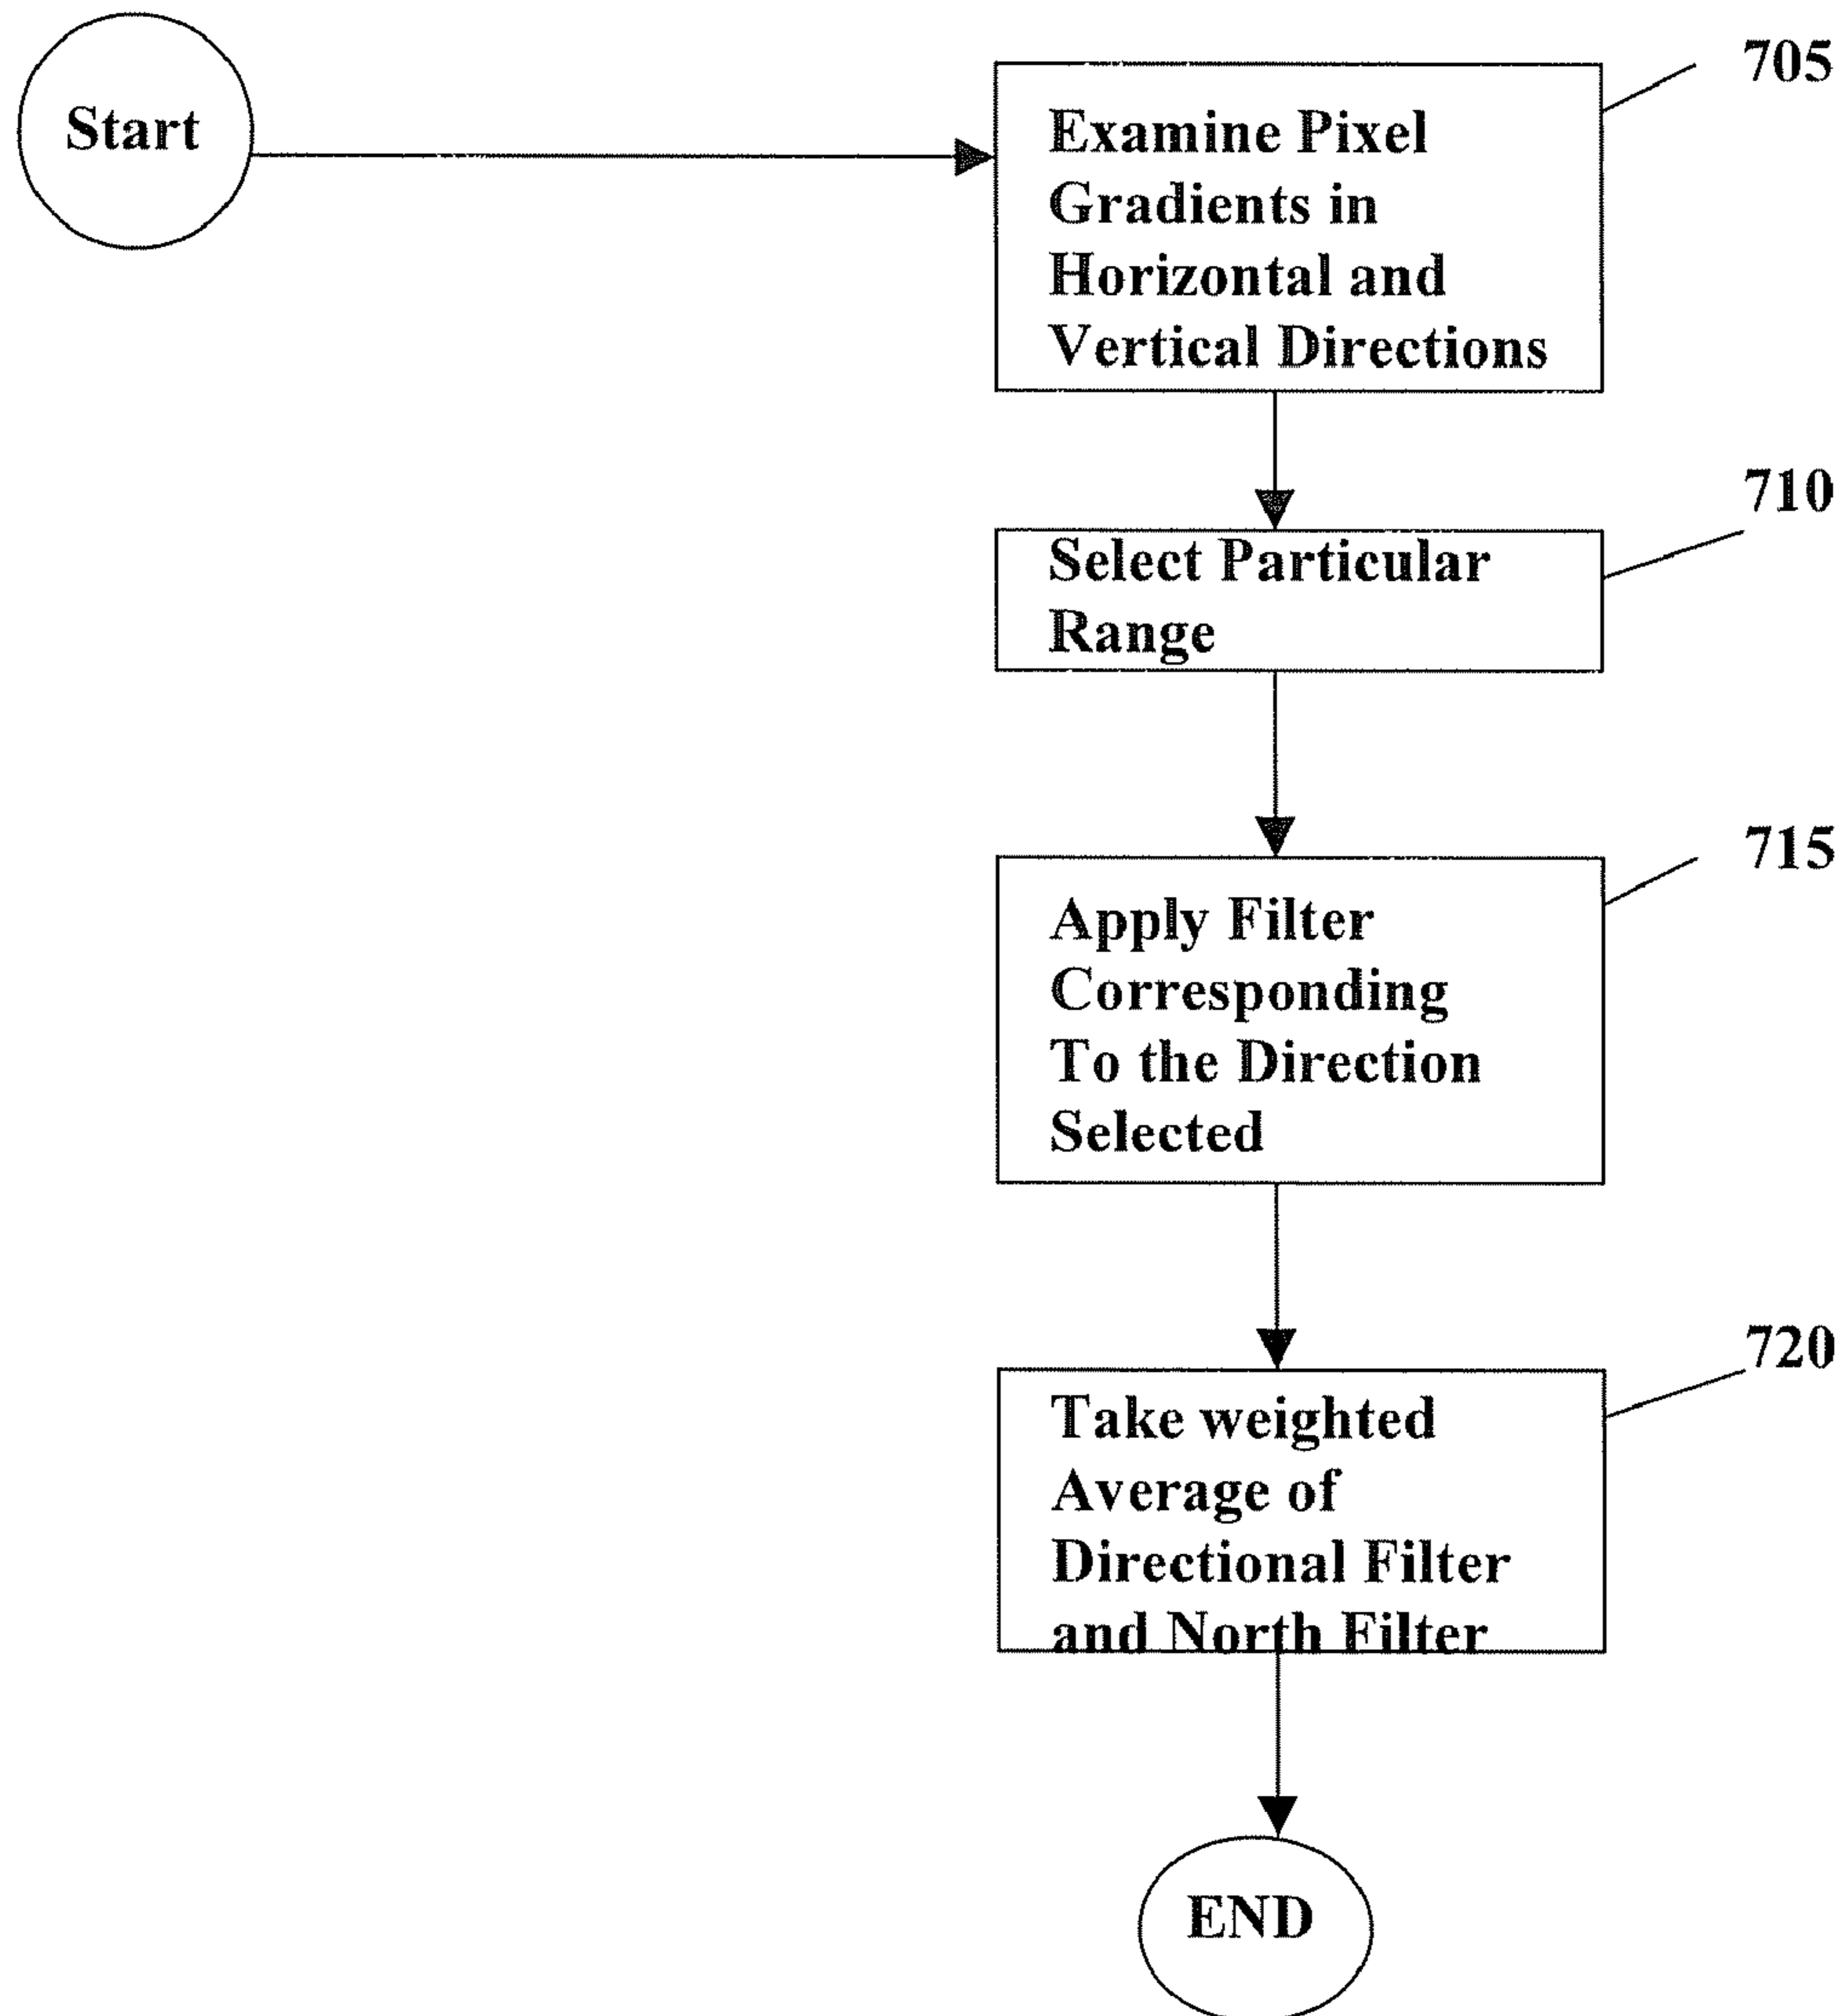 Start
705
Examine Pixel
Gradients in
Horizontal and
Vertical Directions
710
Select Particular
Range
715
Apply Filter
Corresponding
To the Direction
Selected
720
Take weighted
Average of
Directional Filter
and North Filter
END